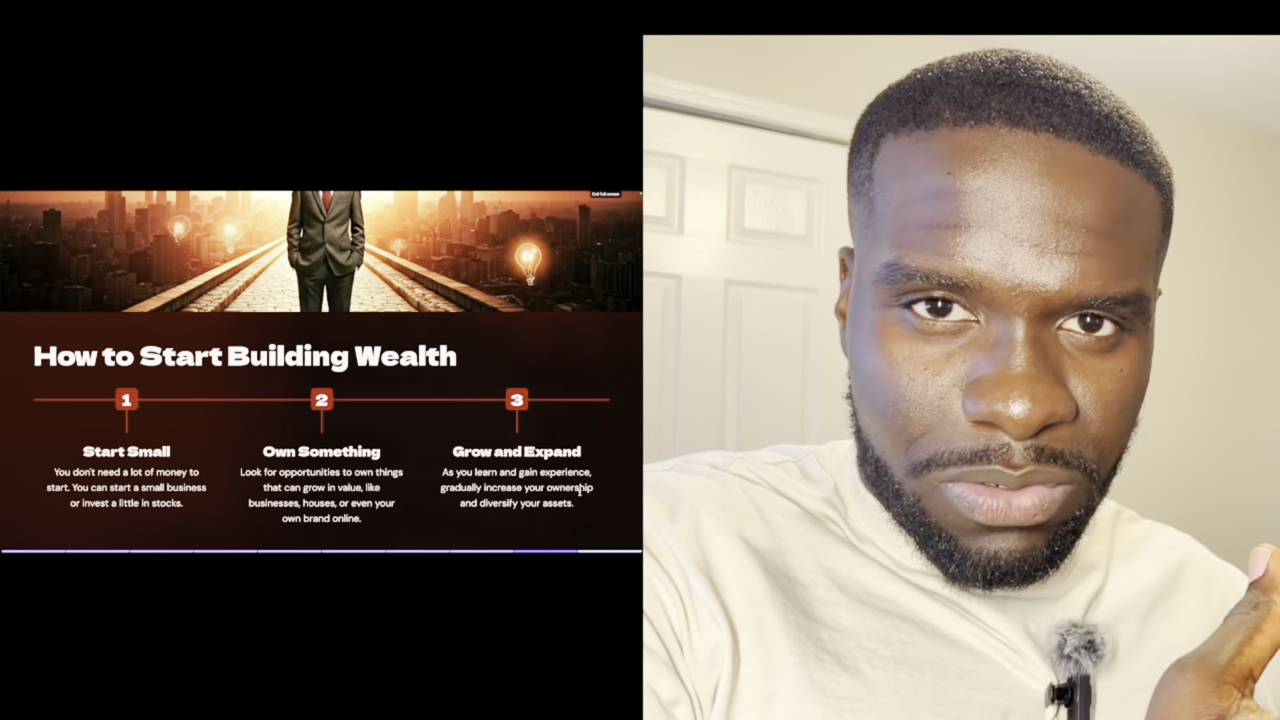 Exit full screen
How to Start Building Wealth
1
2
3
Start Small
You don't need a lot of money to
start. You can start a small business
or invest a little in stocks.
Own Something
Look for opportunities to own things
that can grow in value, like
businesses, houses, or even your
own brand online.
Grow and Expand
As you learn and gain experience,
gradually increase your ownership
and diversify your assets.